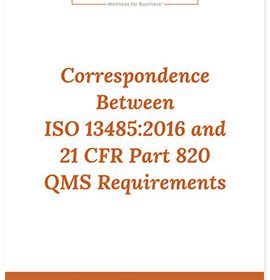 Wellness for Business®
Correspondence
Between
ISO 13485:2016 and
21 CFR Part 820
QMS Requirements